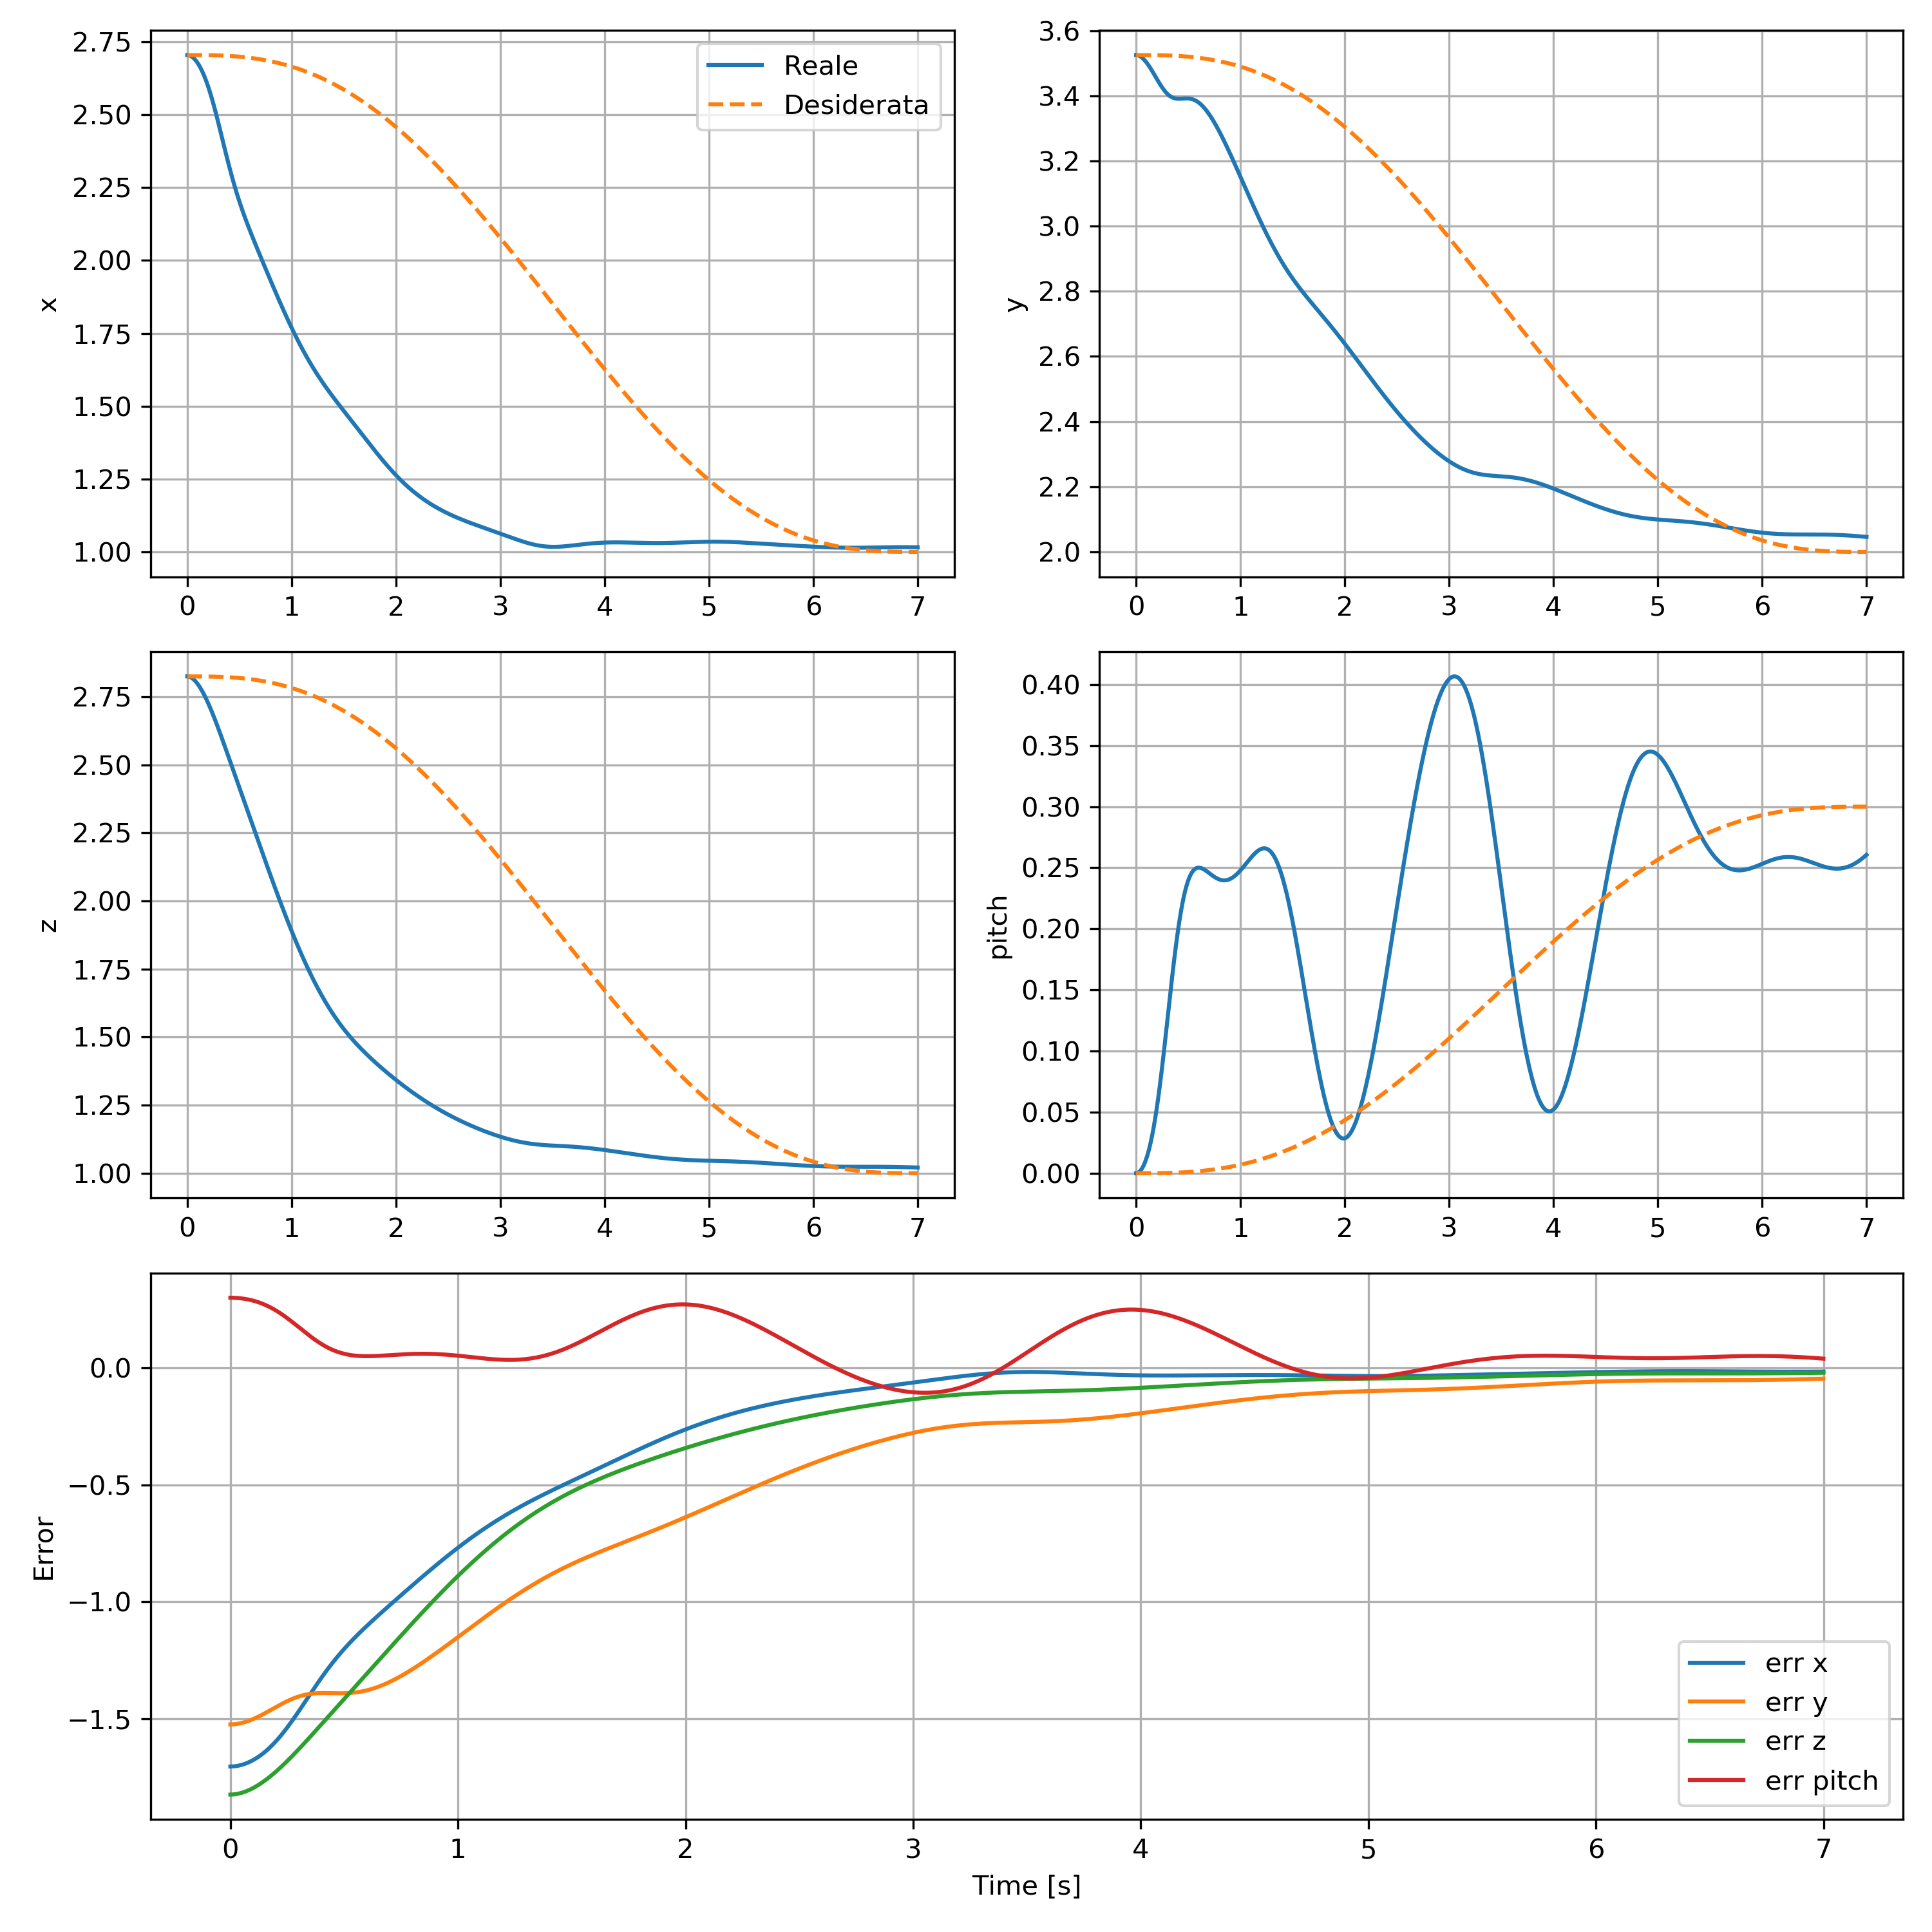 2.75
2.50
2.25
2.00
1.75
1.50
1.25
1.00
x
0 1 2 3 4 5 6 7
Reale
Desiderata
3.6
3.4
3.2
3.0
2.8
2.6
2.4
2.2
2.0
y
0 1 2 3 4 5 6 7
2.75
2.50
2.25
2.00
1.75
1.50
1.25
1.00
z
0 1 2 3 4 5 6 7
0.40
0.35
0.30
0.25
0.20
0.15
0.10
0.05
0.00
pitch
0 1 2 3 4 5 6 7
0.0
−0.5
−1.0
−1.5
Error
err x
err y
err z
err pitch
0 1 2 3 4 5 6 7
Time [s]